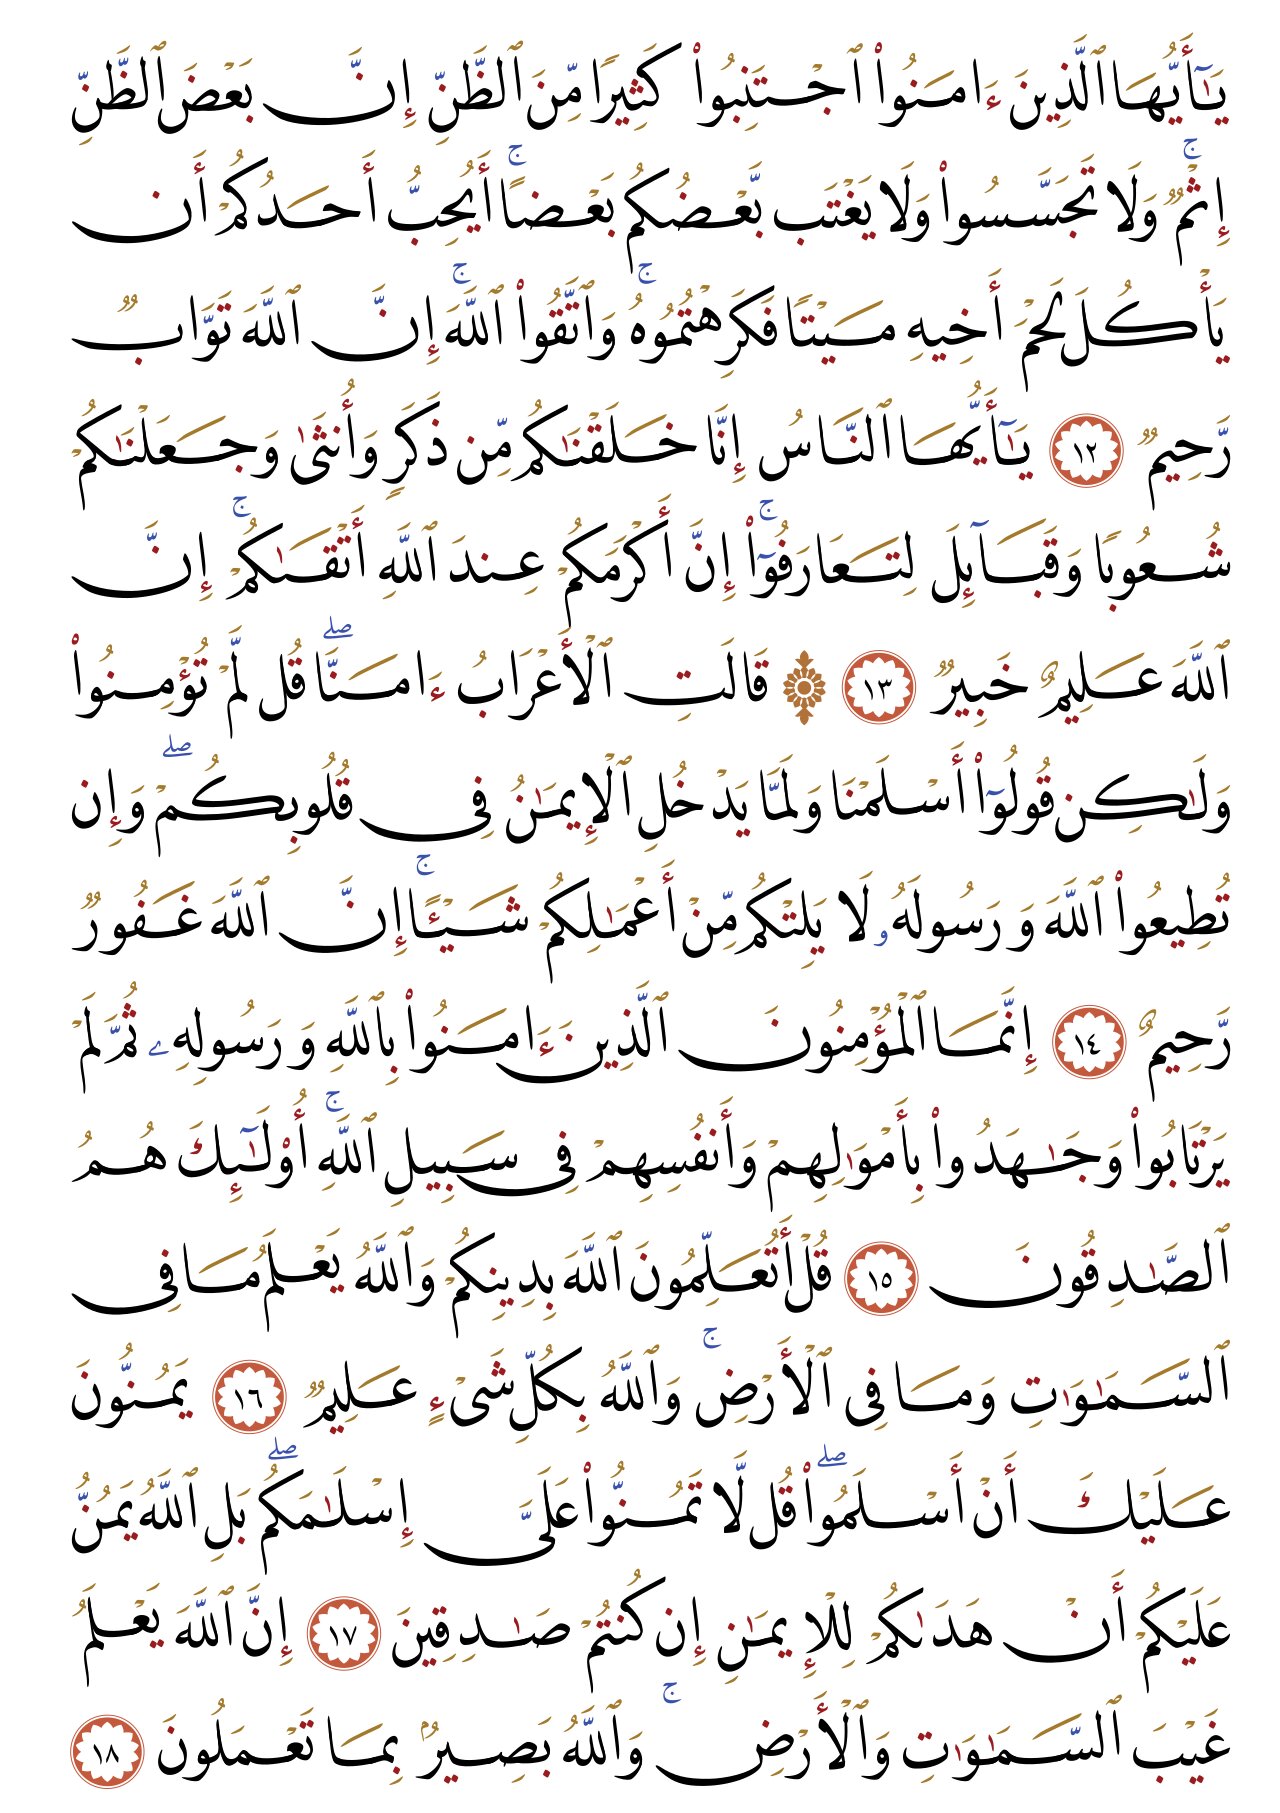 يَٰٓأَيُّهَا ٱلَّذِينَ ءَامَنُوا۟ ٱجْتَنِبُوا۟ كَثِيرًا مِّنَ ٱلظَّنِّ إِنَّ بَعْضَ ٱلظَّنِّ
إِثْمٌ ۖ وَلَا تَجَسَّسُوا۟ وَلَا يَغْتَب بَّعْضُكُم بَعْضًا ۚ أَيُحِبُّ أَحَدُكُمْ أَن
يَأْكُلَ لَحْمَ أَخِيهِ مَيْتًا فَكَرِهْتُمُوهُ ۚ وَٱتَّقُوا۟ ٱللَّهَ ۚ إِنَّ ٱللَّهَ تَوَّابٌ
رَّحِيمٌ ١٢ يَٰٓأَيُّهَا ٱلنَّاسُ إِنَّا خَلَقْنَٰكُم مِّن ذَكَرٍ وَأُنثَىٰ وَجَعَلْنَٰكُمْ
شُعُوبًا وَقَبَآئِلَ لِتَعَارَفُوٓا۟ ۚ إِنَّ أَكْرَمَكُمْ عِندَ ٱللَّهِ أَتْقَىٰكُمْ ۚ إِنَّ
ٱللَّهَ عَلِيمٌ خَبِيرٌ ١٣ ۞ قَالَتِ ٱلْأَعْرَابُ ءَامَنَّا ۖ قُل لَّمْ تُؤْمِنُوا۟
وَلَٰكِن قُولُوٓا۟ أَسْلَمْنَا وَلَمَّا يَدْخُلِ ٱلْإِيمَٰنُ فِى قُلُوبِكُمْ ۖ وَإِن
تُطِيعُوا۟ ٱللَّهَ وَرَسُولَهُۥ لَا يَلِتْكُم مِّنْ أَعْمَٰلِكُمْ شَيْـًٔا ۚ إِنَّ ٱللَّهَ غَفُورٌ
رَّحِيمٌ ١٤ إِنَّمَا ٱلْمُؤْمِنُونَ ٱلَّذِينَ ءَامَنُوا۟ بِٱللَّهِ وَرَسُولِهِۦ ثُمَّ لَمْ
يَرْتَابُوا۟ وَجَٰهَدُوا۟ بِأَمْوَٰلِهِمْ وَأَنفُسِهِمْ فِى سَبِيلِ ٱللَّهِ ۚ أُو۟لَٰٓئِكَ هُمُ
ٱلصَّٰدِقُونَ ١٥ قُلْ أَتُعَلِّمُونَ ٱللَّهَ بِدِينِكُمْ وَٱللَّهُ يَعْلَمُ مَا فِى
ٱلسَّمَٰوَٰتِ وَمَا فِى ٱلْأَرْضِ ۚ وَٱللَّهُ بِكُلِّ شَىْءٍ عَلِيمٌ ١٦ يَمُنُّونَ
عَلَيْكَ أَنْ أَسْلَمُوا۟ ۖ قُل لَّا تَمُنُّوا۟ عَلَىَّ إِسْلَٰمَكُم ۖ بَلِ ٱللَّهُ يَمُنُّ
عَلَيْكُمْ أَنْ هَدَىٰكُمْ لِلْإِيمَٰنِ إِن كُنتُمْ صَٰدِقِينَ ١٧ إِنَّ ٱللَّهَ يَعْلَمُ
غَيْبَ ٱلسَّمَٰوَٰتِ وَٱلْأَرْضِ ۚ وَٱللَّهُ بَصِيرٌۢ بِمَا تَعْمَلُونَ ١٨